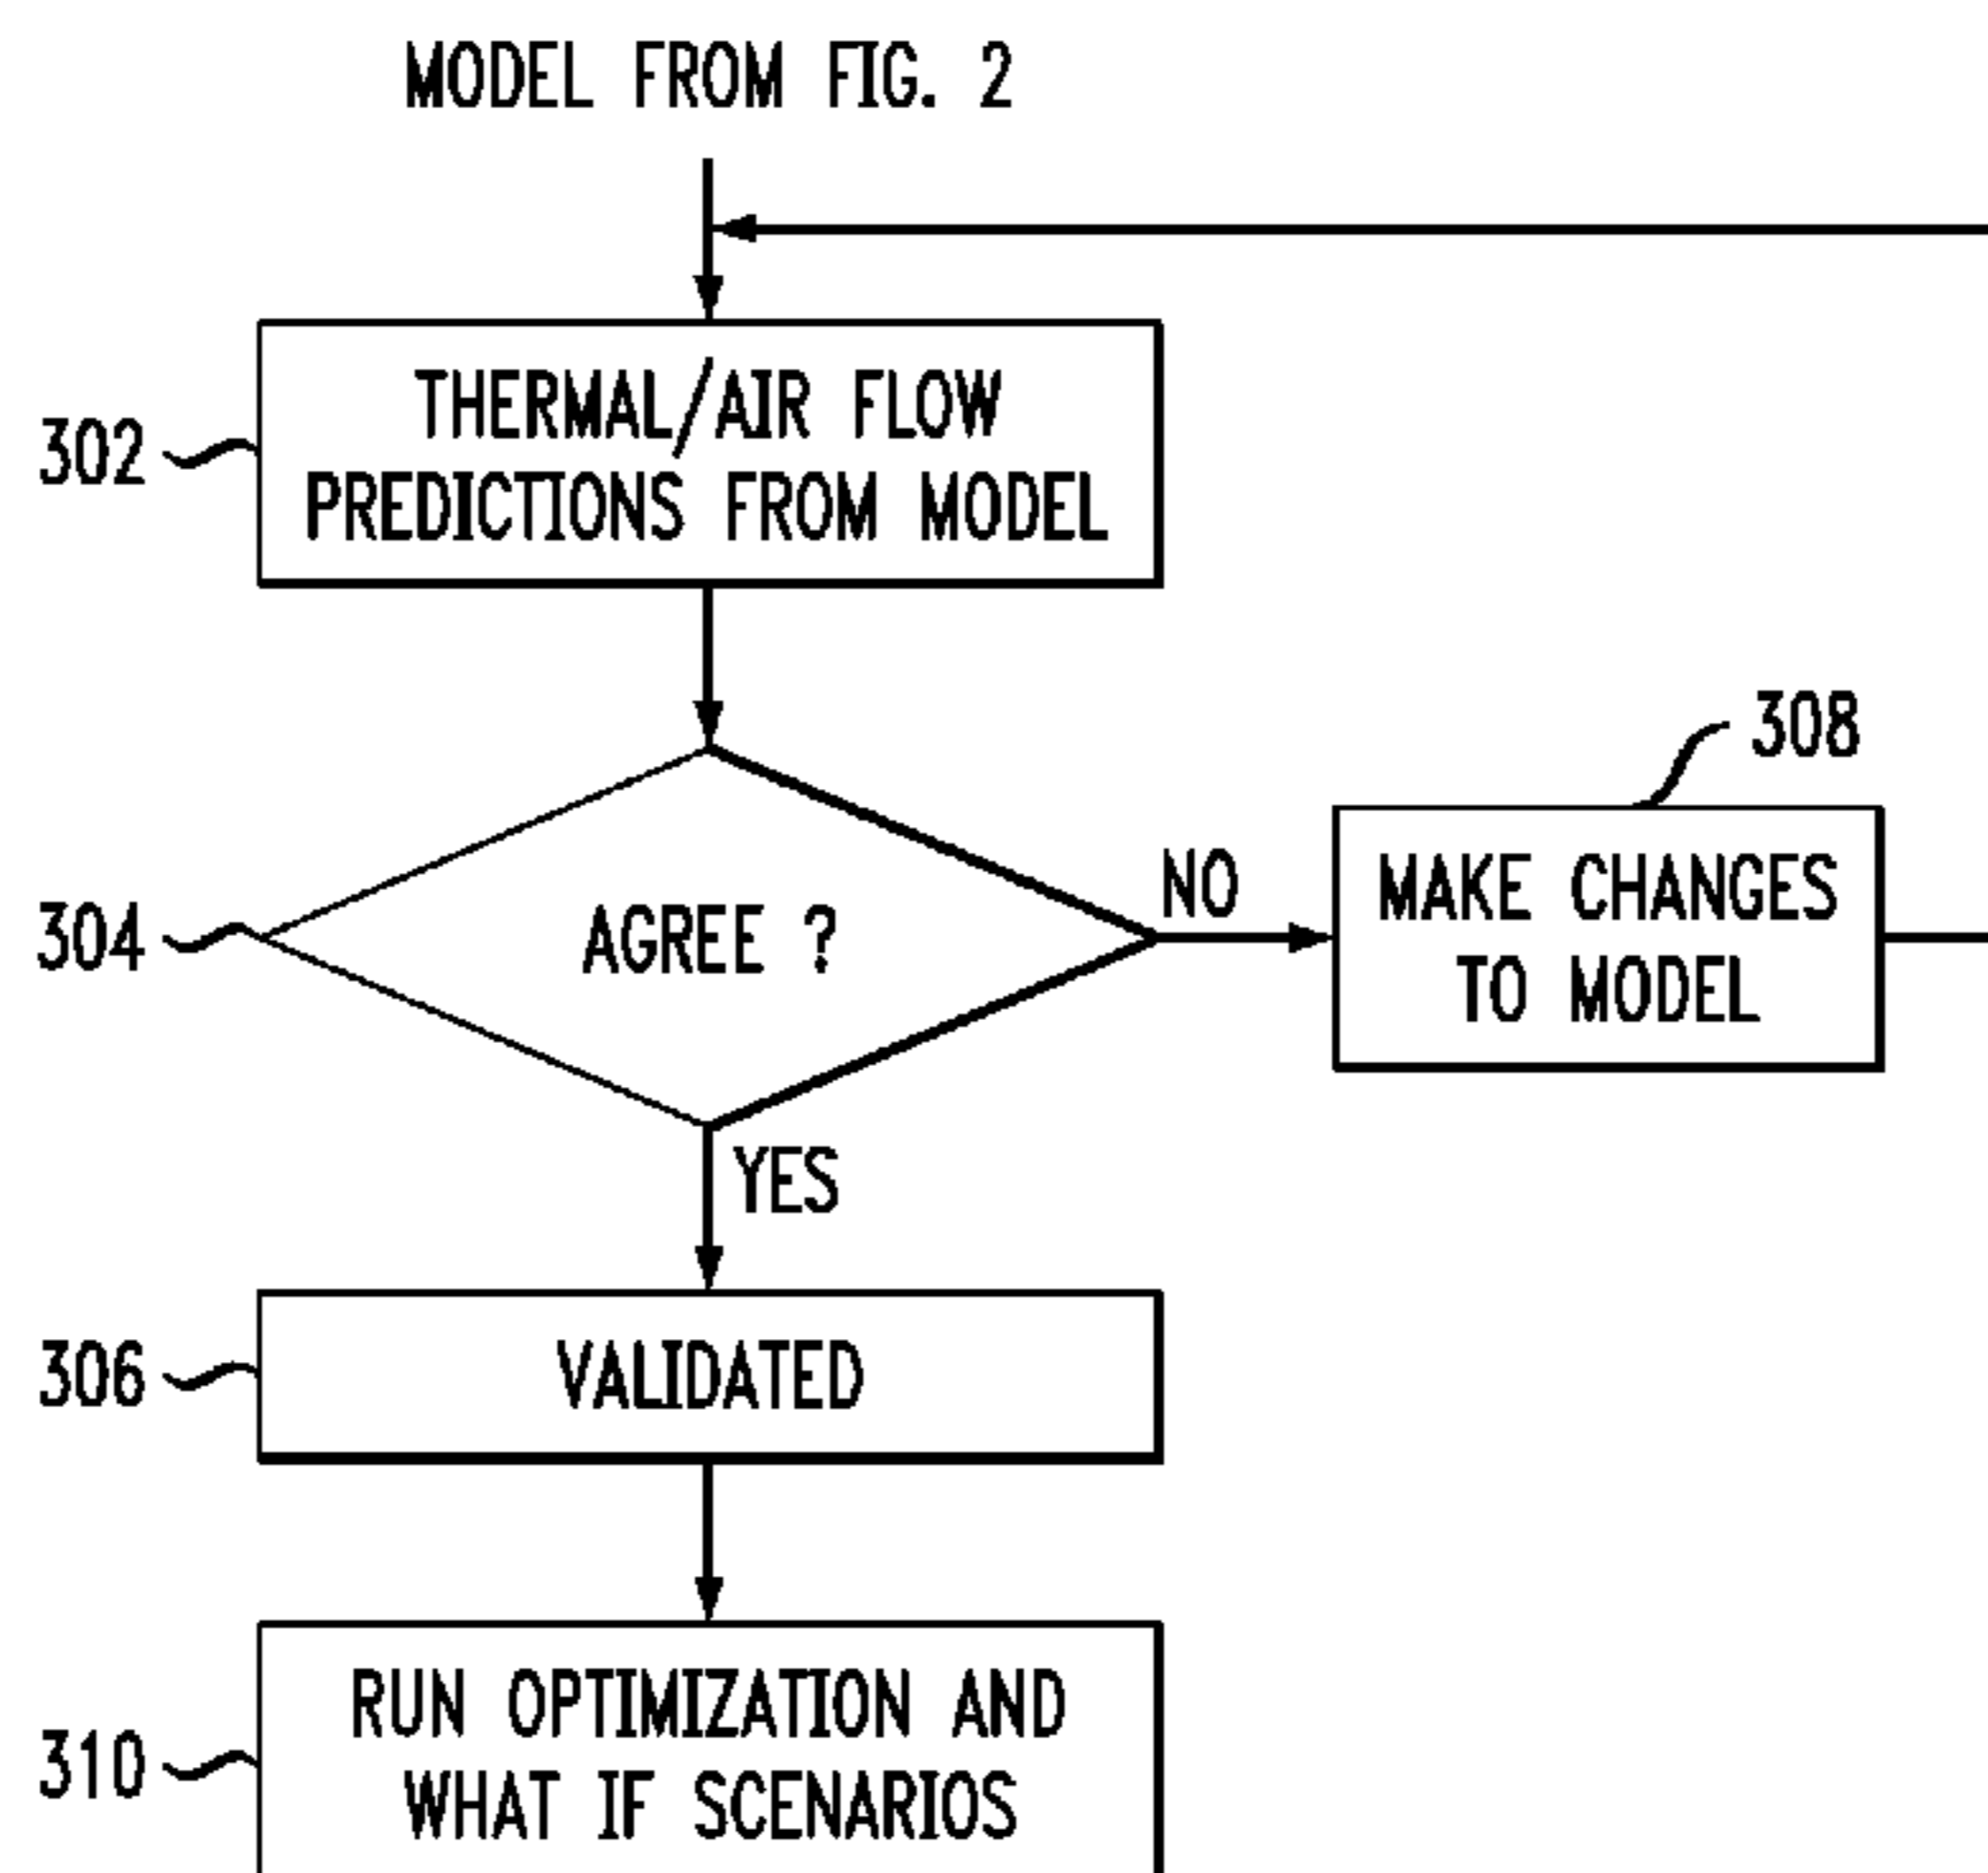 MODEL FROM FIG. 2
302
THERMAL/AIR FLOW
PREDICTIONS FROM MODEL
304
AGREE ?
NO
308
MAKE CHANGES
TO MODEL
YES
306
VALIDATED
310
RUN OPTIMIZATION AND
WHAT IF SCENARIOS